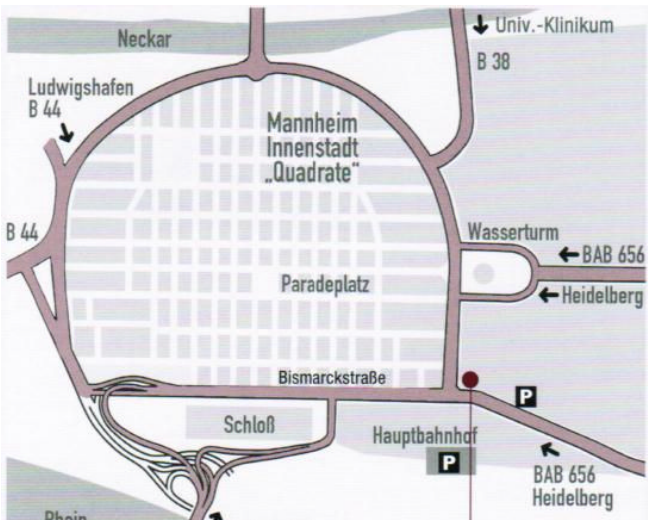 Neckar
Univ.-Klinikum
B 38
Ludwigshafen
B 44
Mannheim
Innenstadt
„Quadrate“
B 44
Wasserturm
BAB 656
Paradeplatz
Heidelberg
Bismarckstraße
P
Schloß
Hauptbahnhof
P
BAB 656
Heidelberg
Rhein